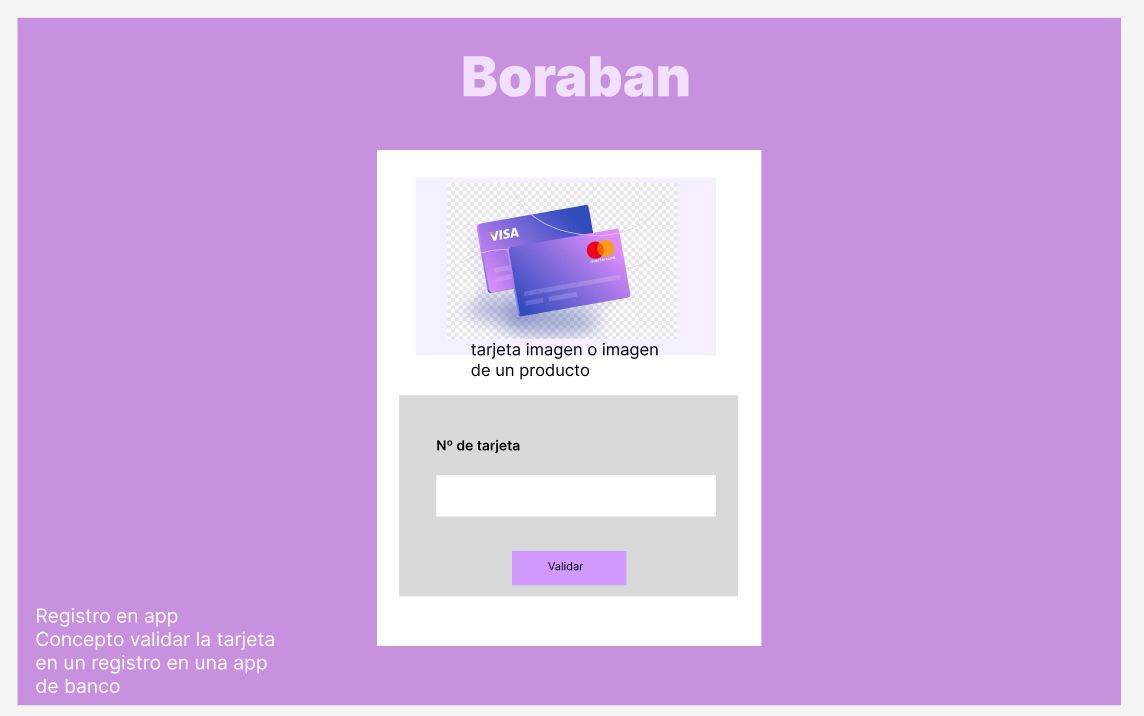 Boraban
VISA
tarjeta imagen o imagen
de un producto
Nº de tarjeta
Validar
Registro en app
Concepto validar la tarjeta
en un registro en una app
de banco